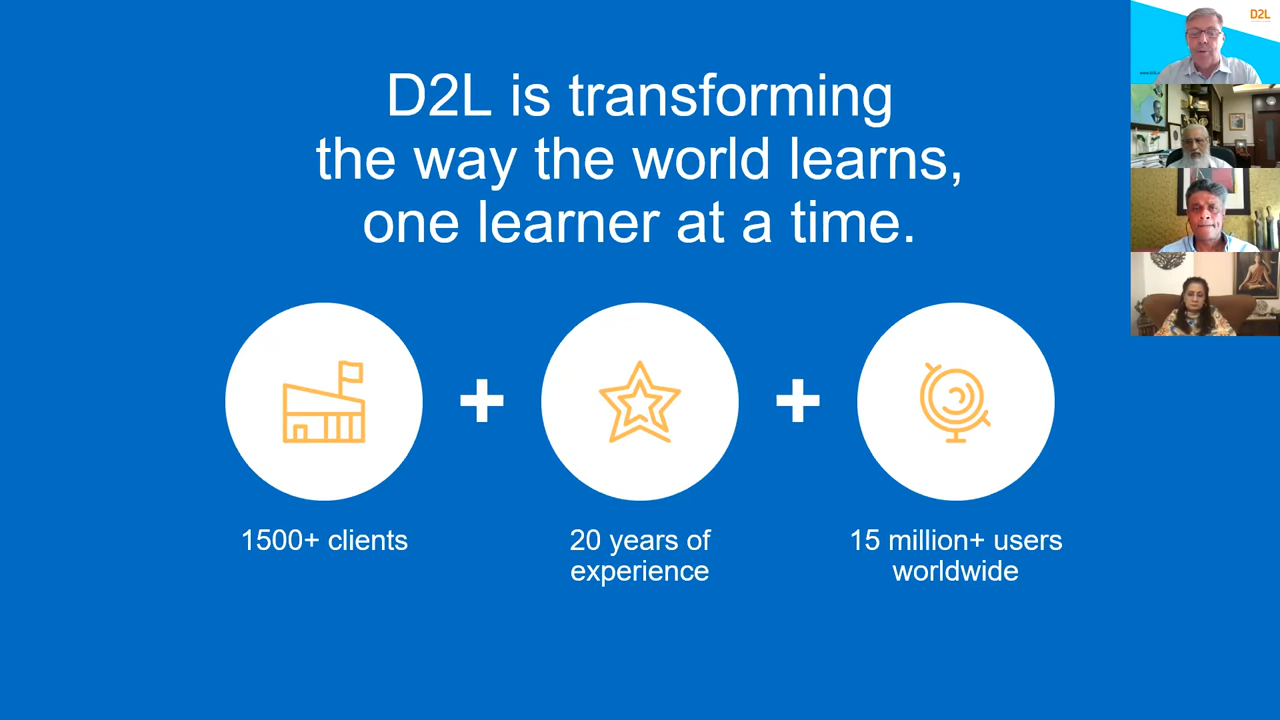 D2L is transforming
the way the world learns,
one learner at a time.
1500+ clients
20 years of
experience
15 million+ users
worldwide
D2L